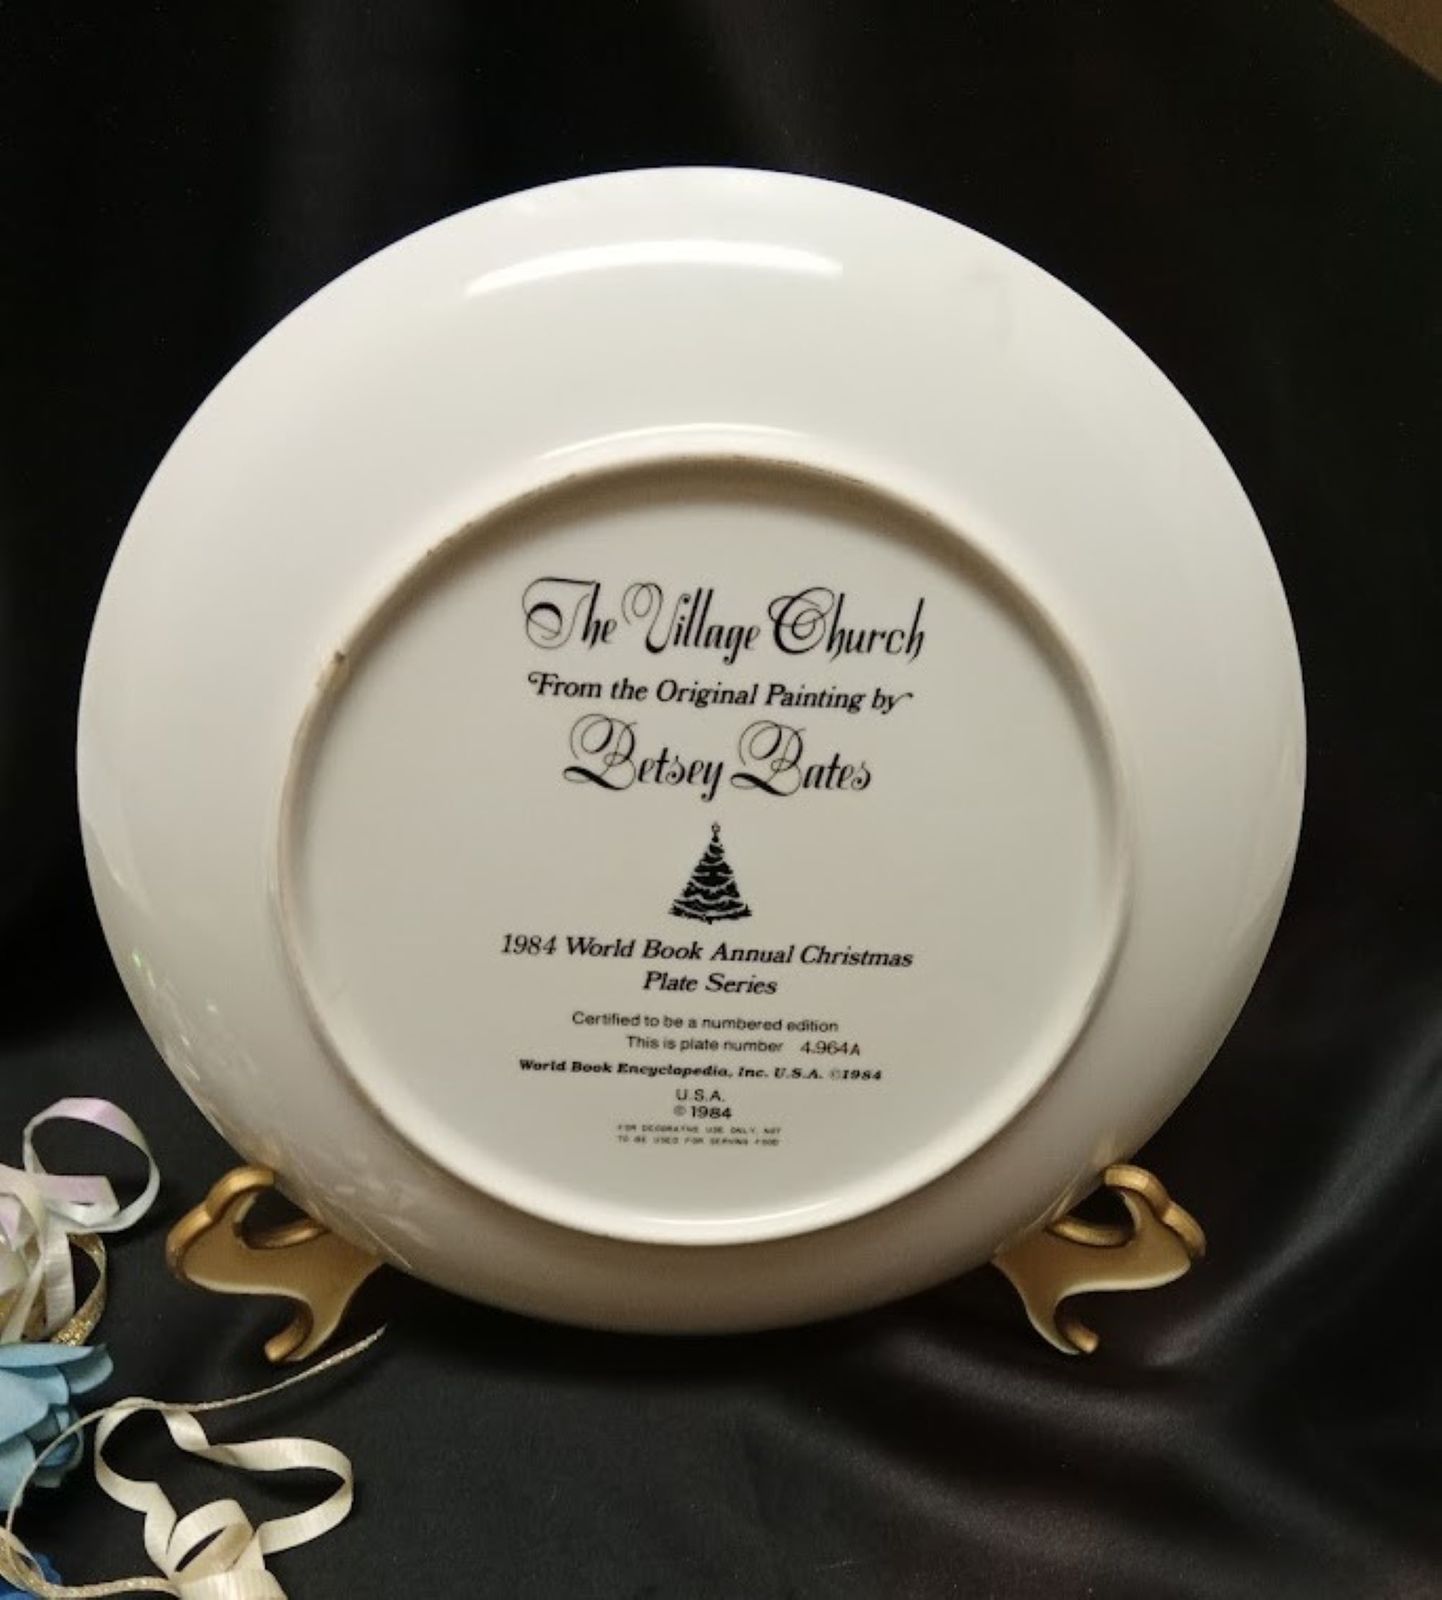 The Village Church
From the Original Painting by
Betsey Bates
1984 World Book Annual Christmas
Plate Series
Certified to be a numbered edition
This is plate number 4.964A
World Book Encyclopedia, Inc. U.S.A. ©1984
U.S.A.
© 1984
FOR DECORATIVE USE ONLY. NOT
TO BE USED FOR SERVING FOOD